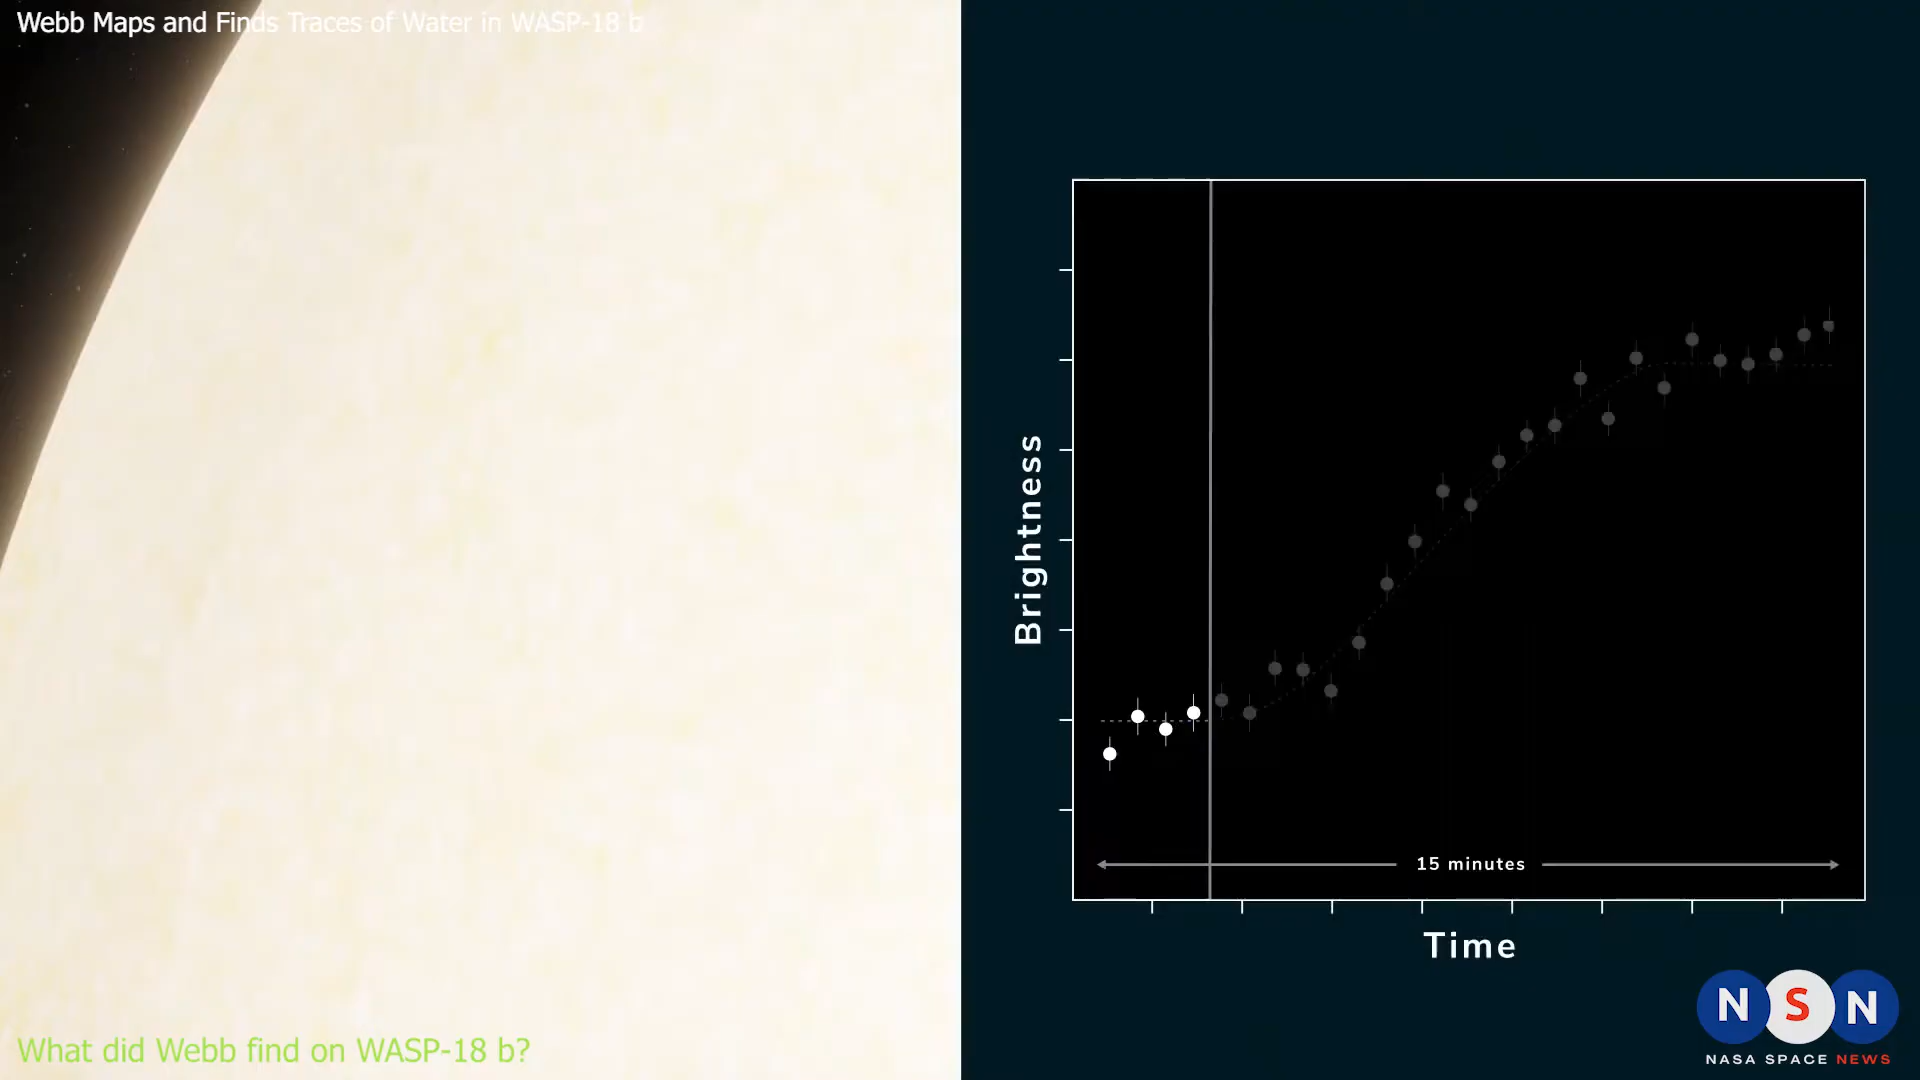 Webb Maps and Finds Traces of Water in WASP-18 b
Brightness
15 minutes
Time
What did Webb find on WASP-18 b?
N S N
NASA SPACE NEWS